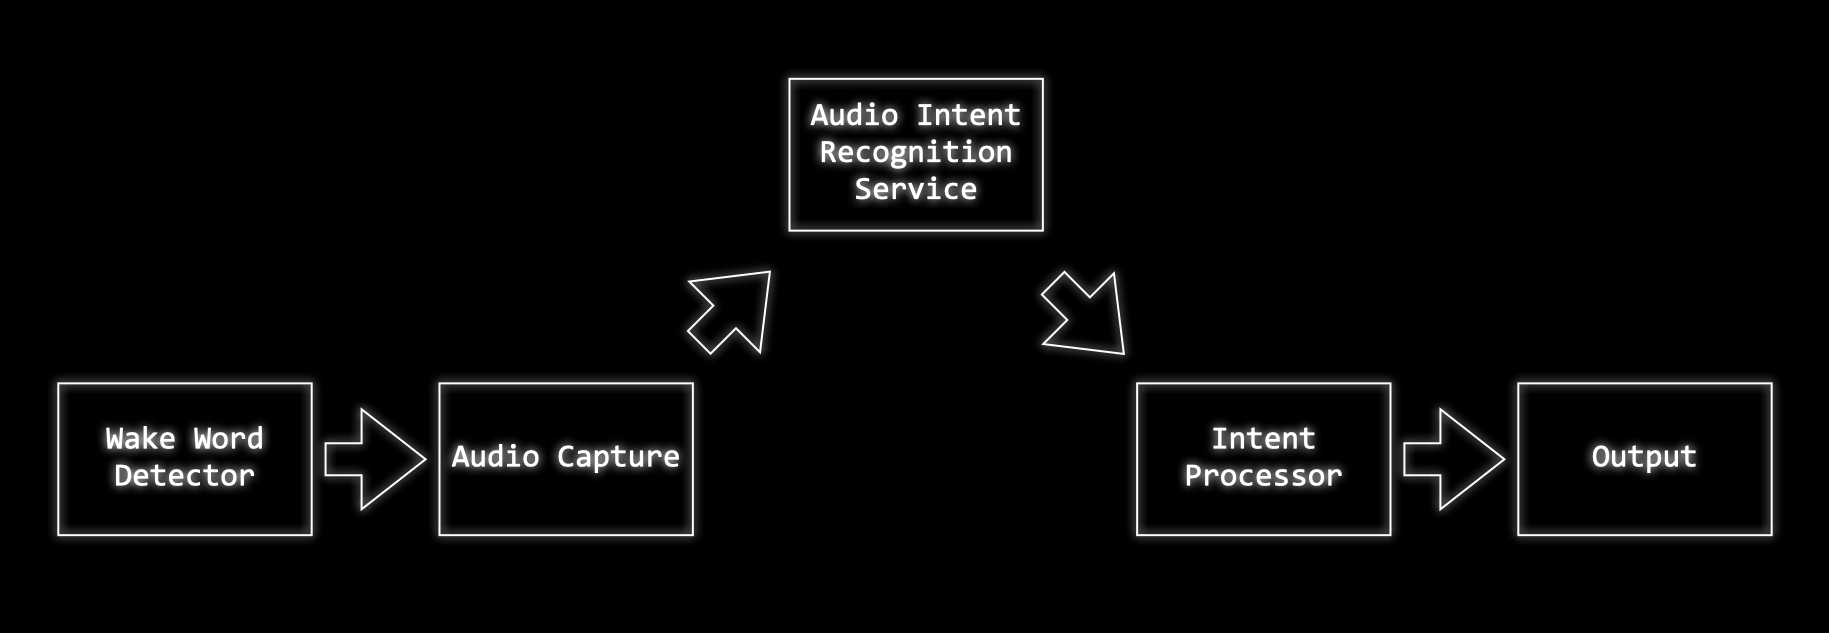 Wake Word
Detector
Audio Capture
Audio Intent
Recognition
Service
Intent
Processor
Output